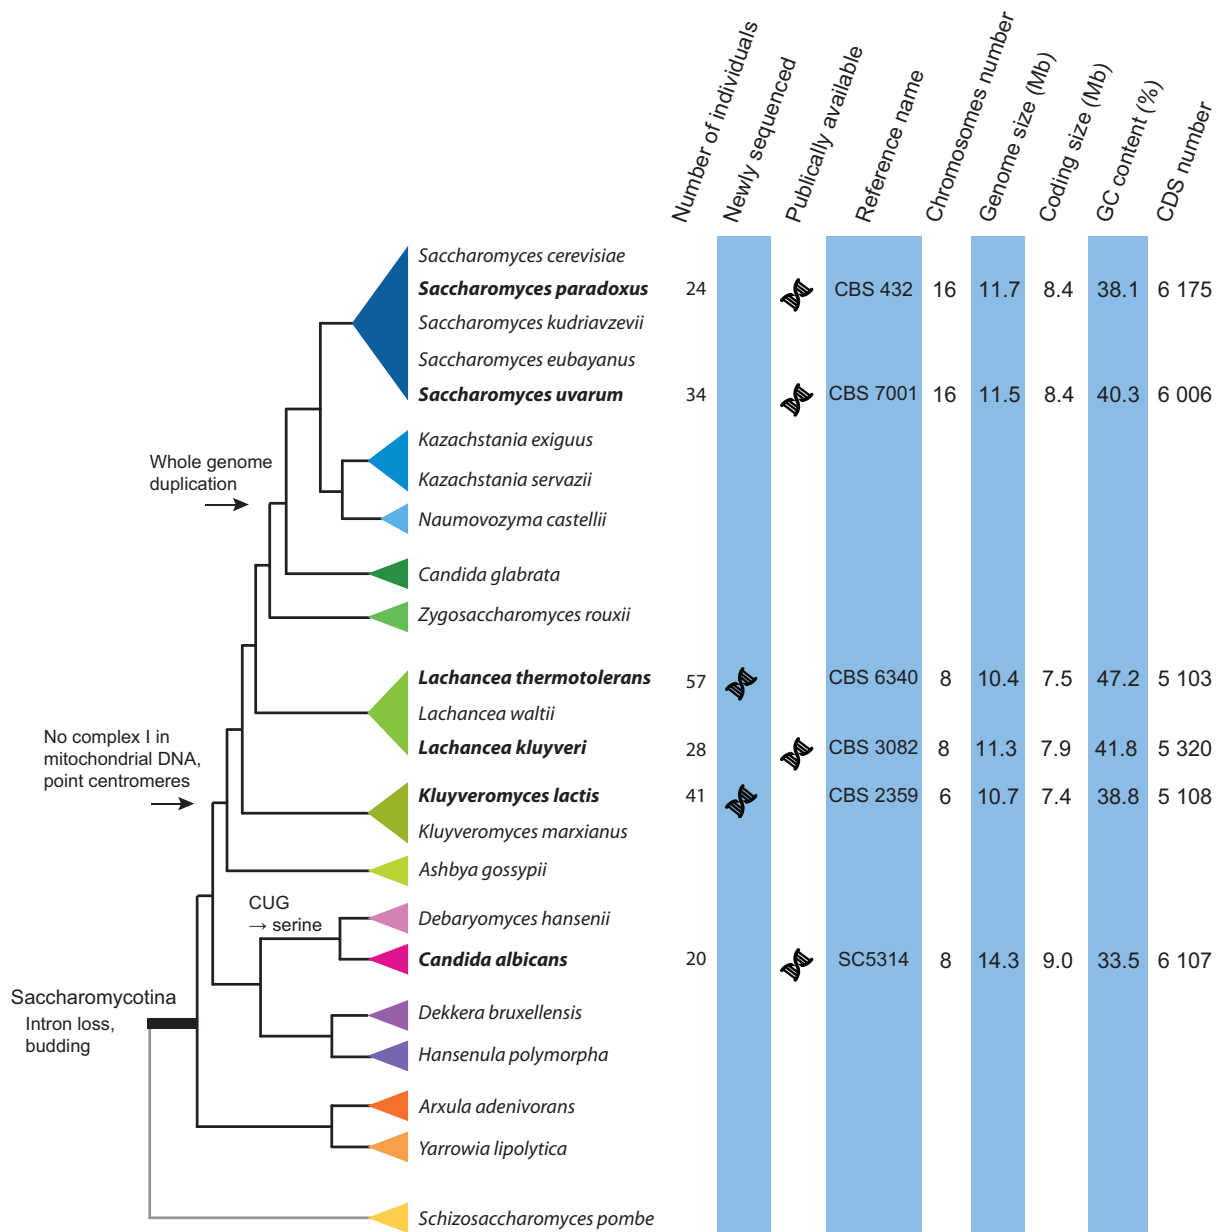 Number of individuals
Newly sequenced
Publically available
Reference name
Chromosomes number
Genome size (Mb)
Coding size (Mb)
GC content (%)
CDS number
Saccharomyces cerevisiae
Saccharomyces paradoxus 24 CBS 432 16 11.7 8.4 38.1 6 175
Saccharomyces kudriavzevii
Saccharomyces eubayanus
Saccharomyces uvarum 34 CBS 7001 16 11.5 8.4 40.3 6 006
Kazachstania exiguus
Whole genome
duplication
Kazachstania servazii
Naumovozyma castellii
Candida glabrata
Zygosaccharomyces rouxii
Lachancea thermotolerans 57 CBS 6340 8 10.4 7.5 47.2 5 103
Lachancea waltii
No complex I in
mitochondrial DNA,
point centromeres
Lachancea kluyveri 28 CBS 3082 8 11.3 7.9 41.8 5 320
Kluyveromyces lactis 41 CBS 2359 6 10.7 7.4 38.8 5 108
Kluyveromyces marxianus
Ashbya gossypii
CUG
→ serine
Debaryomyces hansenii
Candida albicans 20 SC5314 8 14.3 9.0 33.5 6 107
Saccharomycotina
Intron loss,
budding
Dekkera bruxellensis
Hansenula polymorpha
Arxula adenivorans
Yarrowia lipolytica
Schizosaccharomyces pombe